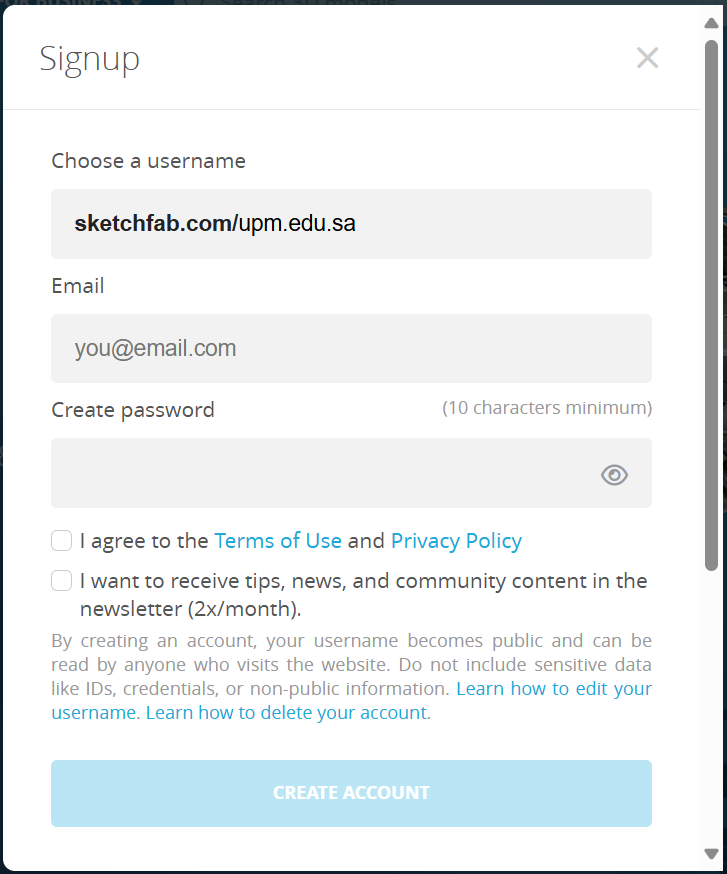 Signup
Choose a username
sketchfab.com/upm.edu.sa
Email
you@email.com
Create password
(10 characters minimum)
I agree to the Terms of Use and Privacy Policy
I want to receive tips, news, and community content in the
newsletter (2x/month).
By creating an account, your username becomes public and can be
read by anyone who visits the website. Do not include sensitive data
like IDs, credentials, or non-public information. Learn how to edit your
username. Learn how to delete your account.
CREATE ACCOUNT